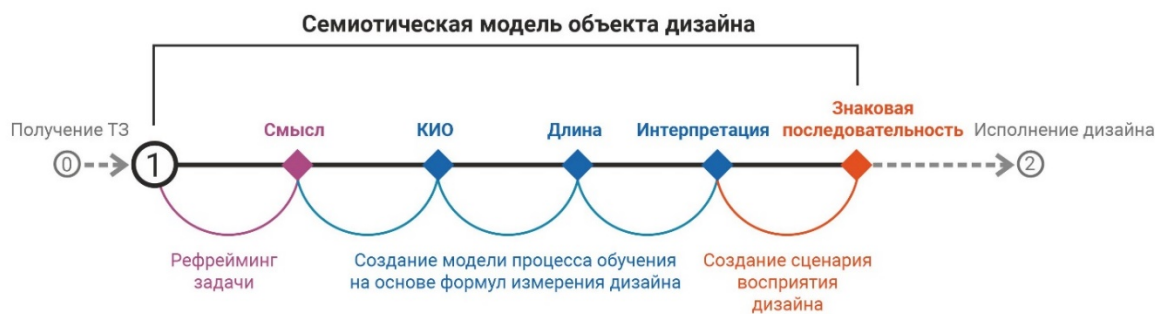 Семиотическая модель объекта дизайна
Получение ТЗ
Смысл
КИО
Длина
Интерпретация
Знаковая
последовательность
Исполнение дизайна
0
1
2
Рефрейминг
задачи
Создание модели процесса обучения
на основе формул измерения дизайна
Создание сценария
восприятия
дизайна